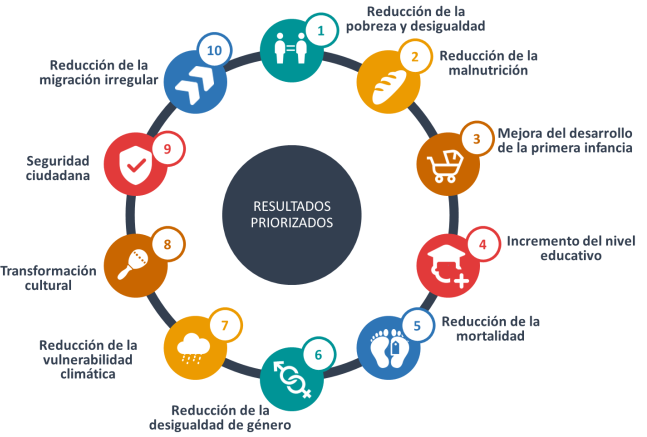 1
Reducción de la
pobreza y desigualdad
2
Reducción de la
malnutrición
3
Mejora del desarrollo
de la primera infancia
4
Incremento del nivel
educativo
5
Reducción de la
mortalidad
6
Reducción de la
desigualdad de género
7
Reducción de la
vulnerabilidad
climática
8
Transformación
cultural
9
Seguridad
ciudadana
10
Reducción de la
migración irregular
RESULTADOS
PRIORIZADOS